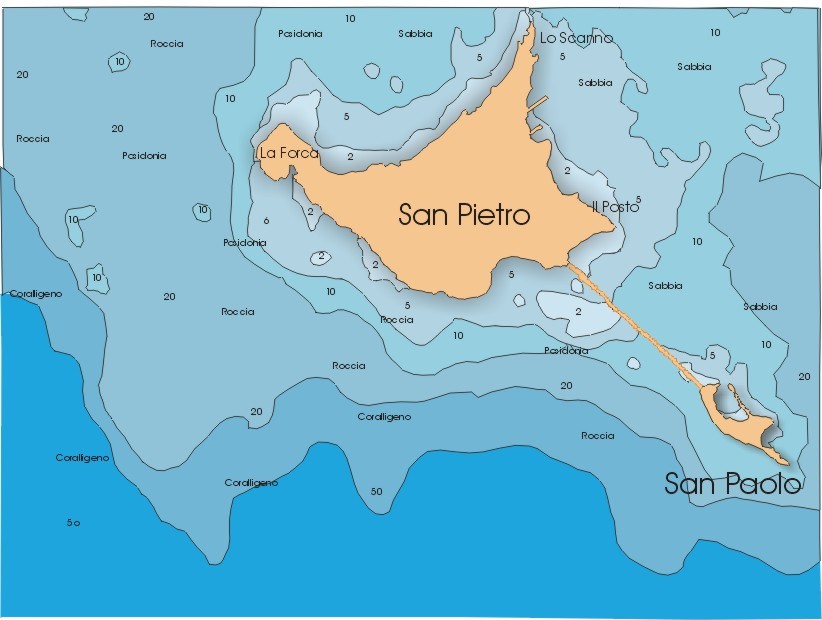 20
10
Roccia
Posidonia
Sabbia
Lo Scanno
10
20
10
5
5
Sabbia
Sabbia
10
5
20
Roccia
Posidonia
La Forca
2
2
10
10
6
2
San Pietro
Il Posto
5
Posidonia
2
2
10
10
Coralligeno
20
Roccia
10
5
Roccia
5
2
Sabbia
Sabbia
10
Posidonia
5
10
20
Roccia
20
20
Coralligeno
Roccia
Coralligeno
Coralligeno
50
San Paolo
5o